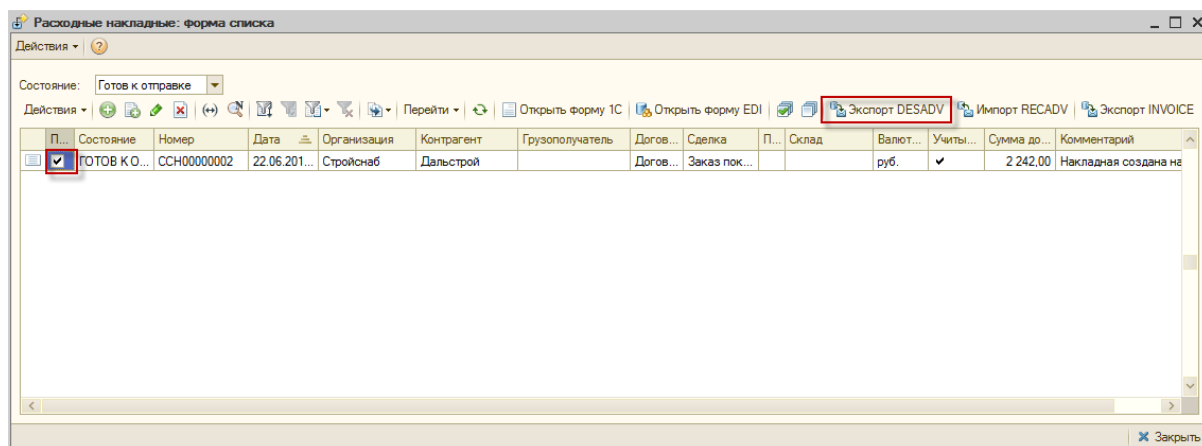 Расходные накладные: форма списка
Действия
Состояние: Готов к отправке
Действия Перейти Открыть форму 1С Открыть форму EDI Экспорт DESADV Импорт RECADV Экспорт INVOICE
П... Состояние Номер Дата Организация Контрагент Грузополучатель Догов... Сделка П... Склад Валют... Учиты... Сумма до... Комментарий
ГОТОВ К О... ССН00000002 22.06.201... Стройснаб Дальстрой Догов... Заказ пок... руб. 2 242,00 Накладная создана на
Закрыть